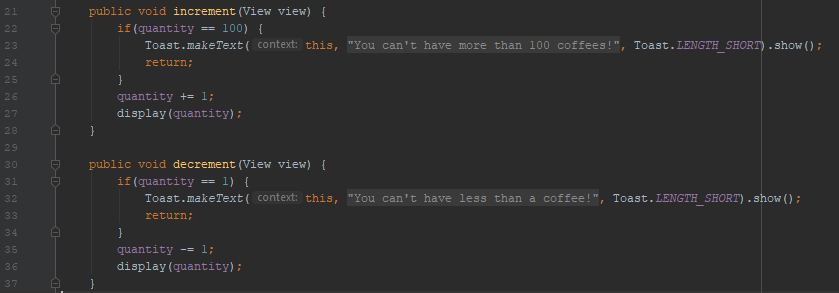 21 public void increment(View view) {
22 if(quantity == 100) {
23 Toast.makeText( context: this, "You can't have more than 100 coffees!", Toast.LENGTH_SHORT).show();
24 return;
25 }
26 quantity += 1;
27 display(quantity);
28 }
29
30 public void decrement(View view) {
31 if(quantity == 1) {
32 Toast.makeText( context: this, "You can't have less than a coffee!", Toast.LENGTH_SHORT).show();
33 return;
34 }
35 quantity -= 1;
36 display(quantity);
37 }